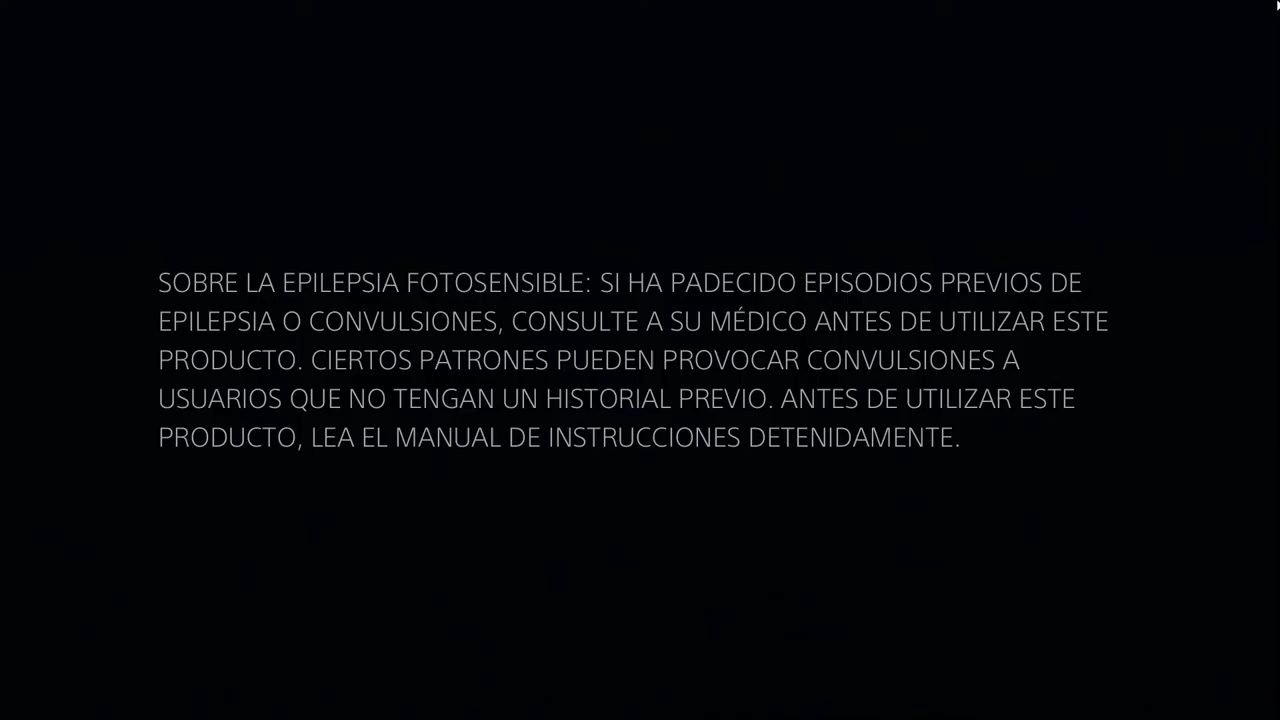 SOBRE LA EPILEPSIA FOTOSENSIBLE: SI HA PADECIDO EPISODIOS PREVIOS DE
EPILEPSIA O CONVULSIONES, CONSULTE A SU MÉDICO ANTES DE UTILIZAR ESTE
PRODUCTO. CIERTOS PATRONES PUEDEN PROVOCAR CONVULSIONES A
USUARIOS QUE NO TENGAN UN HISTORIAL PREVIO. ANTES DE UTILIZAR ESTE
PRODUCTO, LEA EL MANUAL DE INSTRUCCIONES DETENIDAMENTE.